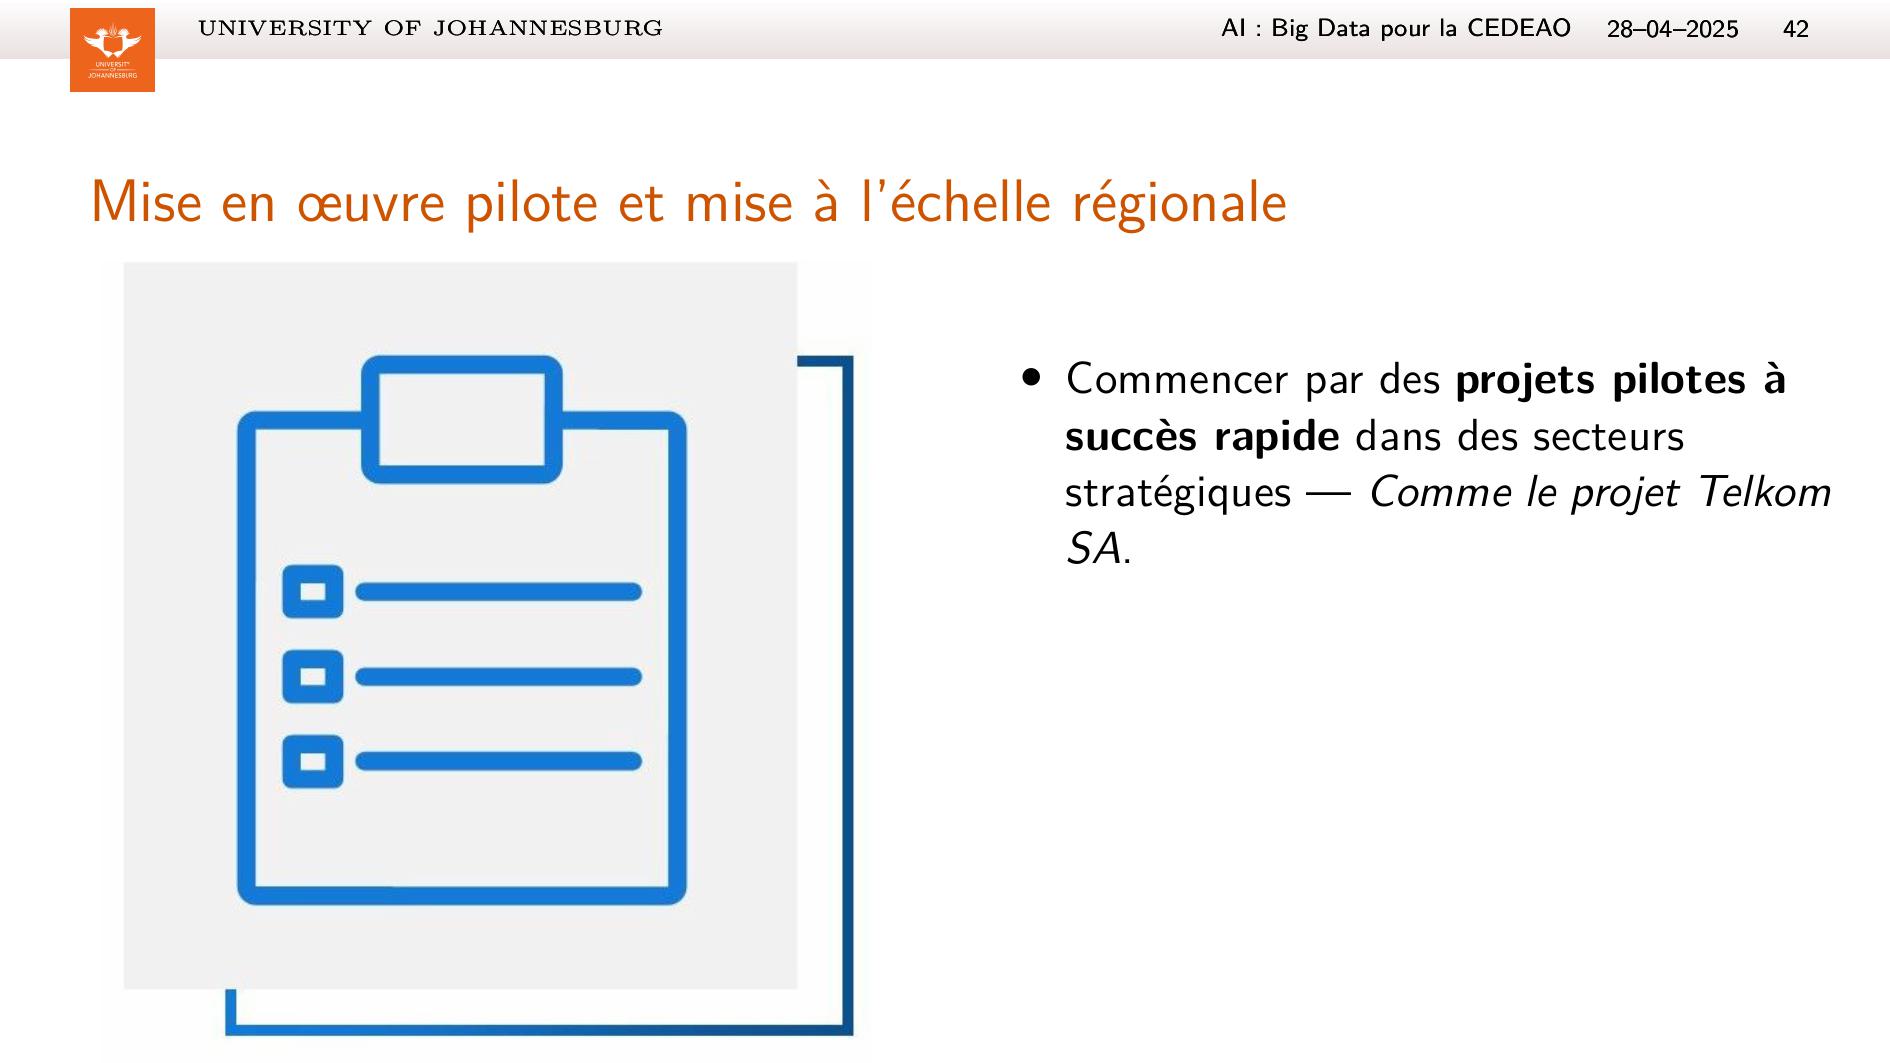 UNIVERSITY
OF
JOHANNESBURG
UNIVERSITY OF JOHANNESBURG
AI : Big Data pour la CEDEAO 28–04–2025 42
Mise en œuvre pilote et mise à l'échelle régionale
• Commencer par des projets pilotes à
succès rapide dans des secteurs
stratégiques — Comme le projet Telkom
SA.